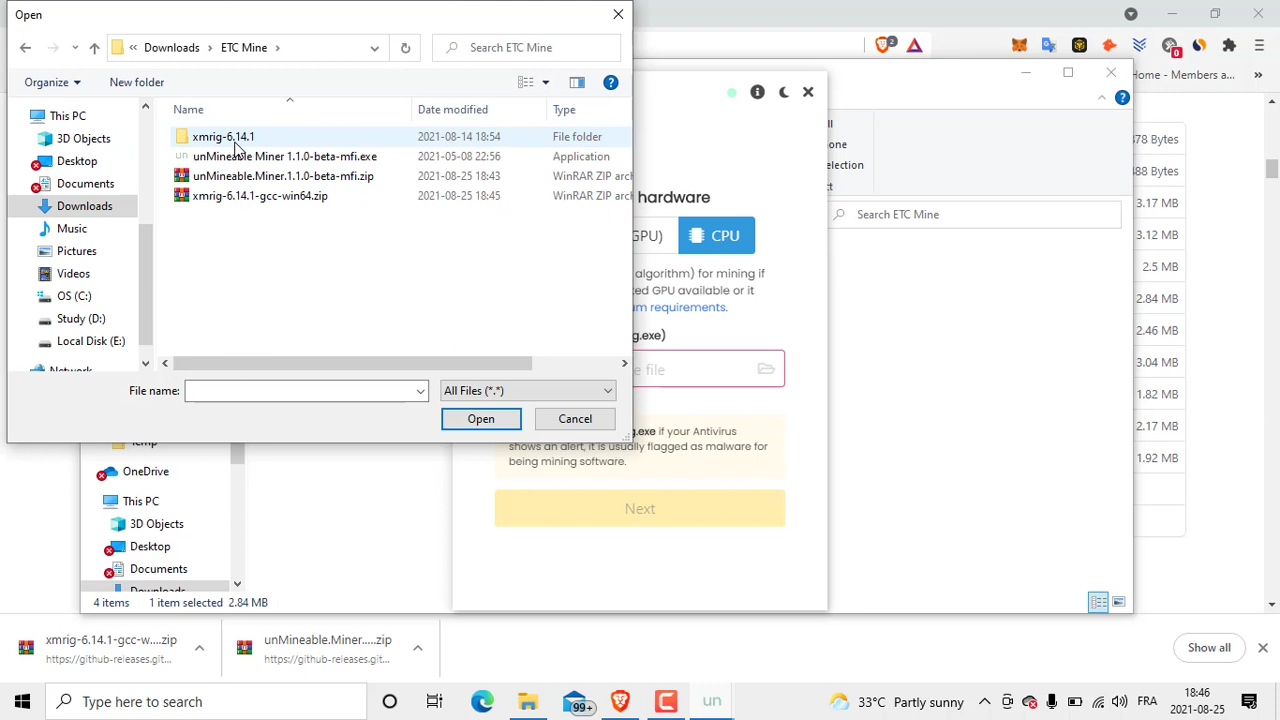 Open
Downloads > ETC Mine >
Search ETC Mine
Organize
New folder
Name
Date modified
Type
xmrig-6.14.1
2021-08-14 18:54
File folder
unMineable Miner 1.1.0-beta-mfi.exe
2021-05-08 22:56
Application
unMineable.Miner.1.1.0-beta-mfi.zip
2021-08-25 18:43
WinRAR ZIP arch
xmrig-6.14.1-gcc-win64.zip
2021-08-25 18:45
WinRAR ZIP arch
This PC
3D Objects
Desktop
Documents
Downloads
Music
Pictures
Videos
OS (C:)
Study (D:)
Local Disk (E:)
Network
File name:
All Files (*.*)
Open
Cancel
2
0
Home - Members a
hardware
GPU)
CPU
algorithm) for mining if
ted GPU available or it
um requirements.
g.exe)
e file
g.exe if your Antivirus
shows an alert, it is usually flagged as malware for
being mining software.
Next
ll
one
election
t
Search ETC Mine
378 Bytes
488 Bytes
3.17 MB
3.12 MB
2.5 MB
2.84 MB
2.46 MB
3.04 MB
1.82 MB
2.17 MB
1.92 MB
Temp
OneDrive
This PC
3D Objects
Desktop
Documents
Downloads
4 items
1 item selected 2.84 MB
xmrig-6.14.1-gcc-w....zip
https://github-releases.git...
unMineable.Miner.....zip
https://github-releases.git...
Show all
Type here to search
99+
un
33°C Partly sunny
FRA
18:46
2021-08-25